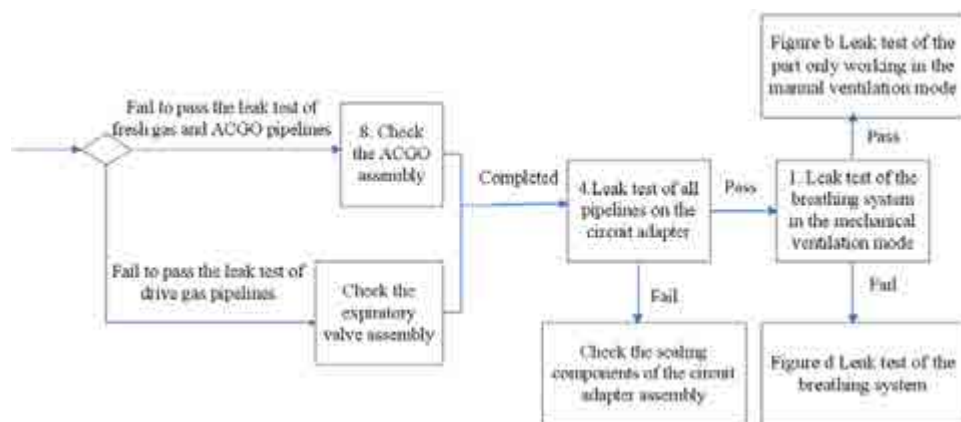 Fail to pass the leak test of
fresh gas and ACGO pipelines
8. Check
the ACGO
assembly
Fail to pass the leak test of
drive gas pipelines
Check the
expiratory
valve assembly
Completed
4.Leak test of all
pipelines on the
circuit adapter
Pass
Fail
Check the sealing
components of the circuit
adapter assembly
Figure b Leak test of the
part only working in the
manual ventilation mode
Pass
1. Leak test of the
breathing system
in the mechanical
ventilation mode
Fail
Figure d Leak test of the
breathing system